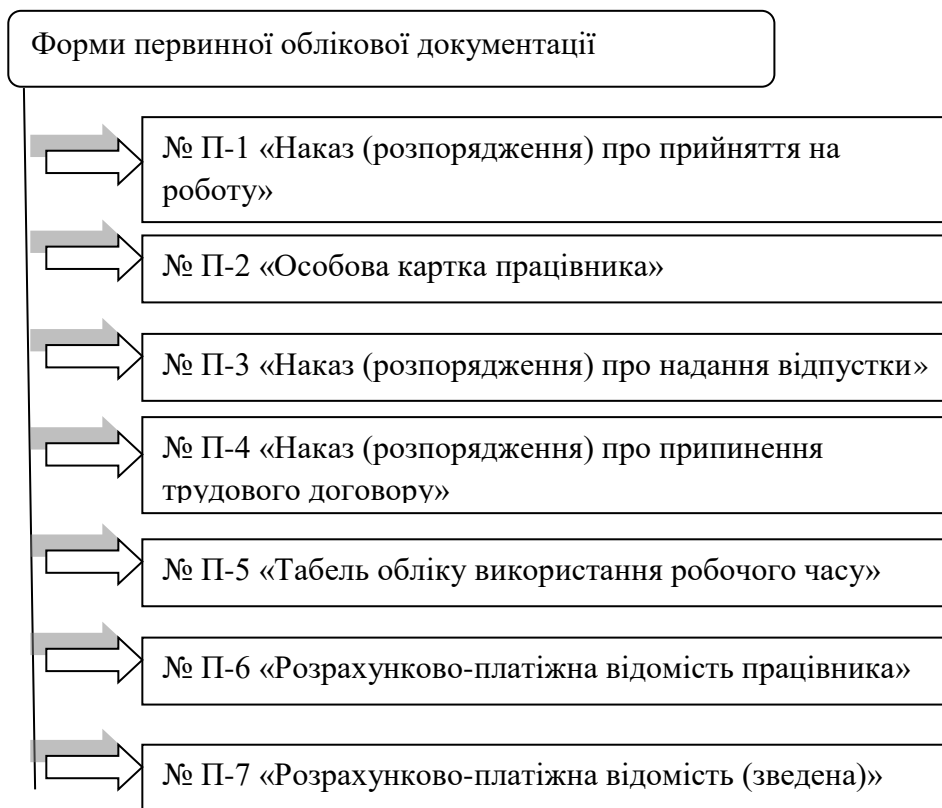 Форми первинної облікової документації
№ П-1 «Наказ (розпорядження) про прийняття на
роботу»
№ П-2 «Особова картка працівника»
№ П-3 «Наказ (розпорядження) про надання відпустки»
№ П-4 «Наказ (розпорядження) про припинення
трудового договору»
№ П-5 «Табель обліку використання робочого часу»
№ П-6 «Розрахунково-платіжна відомість працівника»
№ П-7 «Розрахунково-платіжна відомість (зведена)»